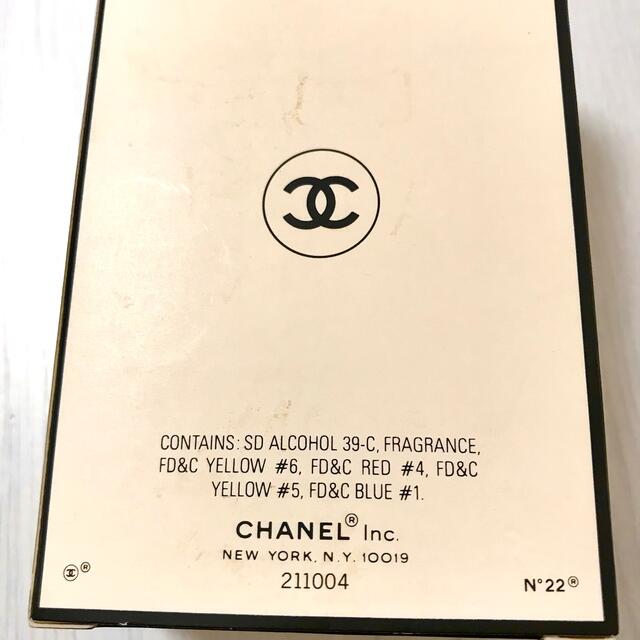 CONTAINS: SD ALCOHOL 39-C, FRAGRANCE,
FD&C YELLOW #6, FD&C RED #4, FD&C
YELLOW #5, FD&C BLUE #1.
CHANEL® Inc.
NEW YORK, N.Y. 10019
211004
®
N°22®